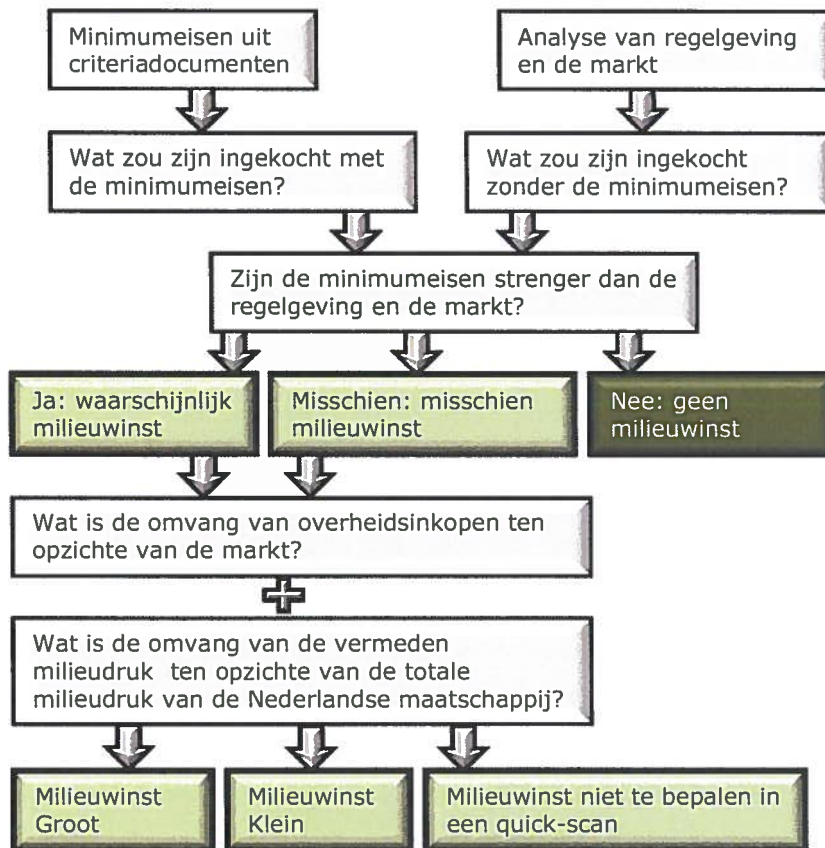 Minimumeisen uit
criteriadocumenten
Analyse van regelgeving
en de markt
Wat zou zijn ingekocht met
de minimumeisen?
Wat zou zijn ingekocht
zonder de minimumeisen?
Zijn de minimumeisen strenger dan de
regelgeving en de markt?
Ja: waarschijnlijk
milieuwinst
Misschien: misschien
milieuwinst
Nee: geen
milieuwinst
Wat is de omvang van overheidsinkopen ten
opzichte van de markt?
Wat is de omvang van de vermeden
milieudruk ten opzichte van de totale
milieudruk van de Nederlandse maatschappij?
Milieuwinst
Groot
Milieuwinst
Klein
Milieuwinst niet te bepalen in
een quick-scan